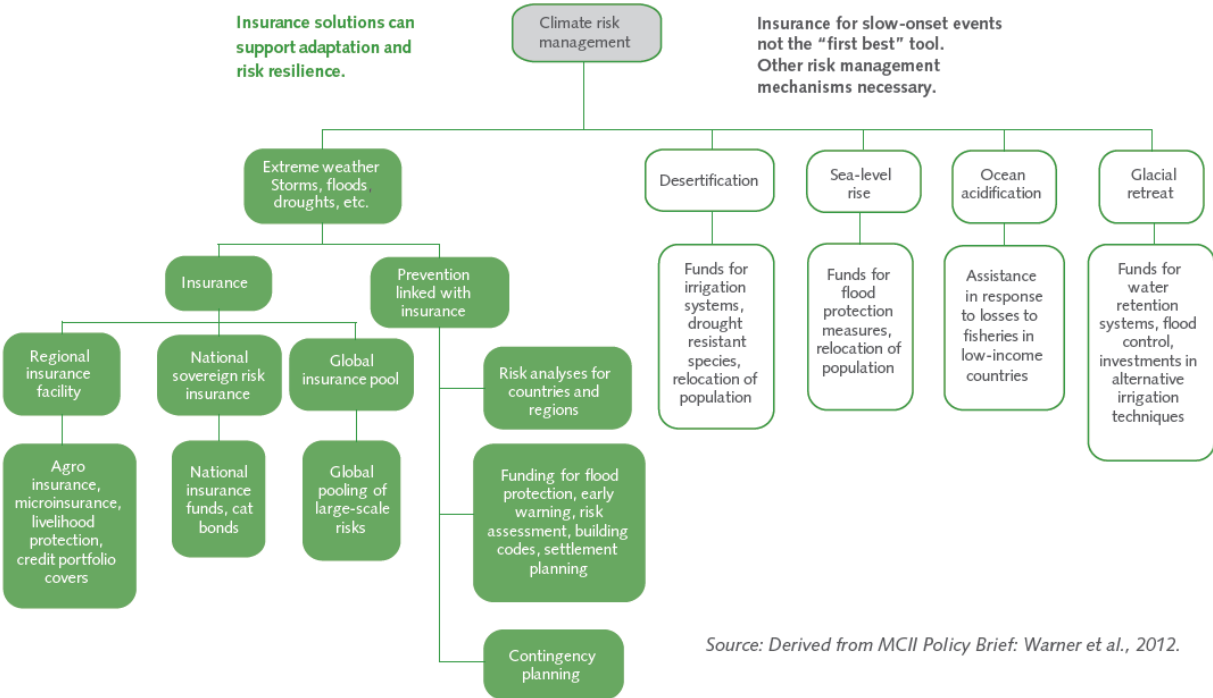 Insurance solutions can
support adaptation and
risk resilience.
Climate risk
management
Insurance for slow-onset events
not the “first best” tool.
Other risk management
mechanisms necessary.
Extreme weather
Storms, floods,
droughts, etc.
Desertification
Sea-level
rise
Ocean
acidification
Glacial
retreat
Insurance
Prevention
linked with
insurance
Funds for
irrigation
systems,
drought
resistant
species,
relocation of
population
Funds for
flood
protection
measures,
relocation of
population
Assistance
in response
to losses to
fisheries in
low-income
countries
Funds for
water
retention
systems, flood
control,
investments in
alternative
irrigation
techniques
Regional
insurance
facility
National
sovereign risk
insurance
Global
insurance pool
Risk analyses for
countries and
regions
Agro
insurance,
microinsurance,
livelihood
protection,
credit portfolio
covers
National
insurance
funds, cat
bonds
Global
pooling of
large-scale
risks
Funding for flood
protection, early
warning, risk
assessment, building
codes, settlement
planning
Contingency
planning
Source: Derived from MCII Policy Brief: Warner et al., 2012.